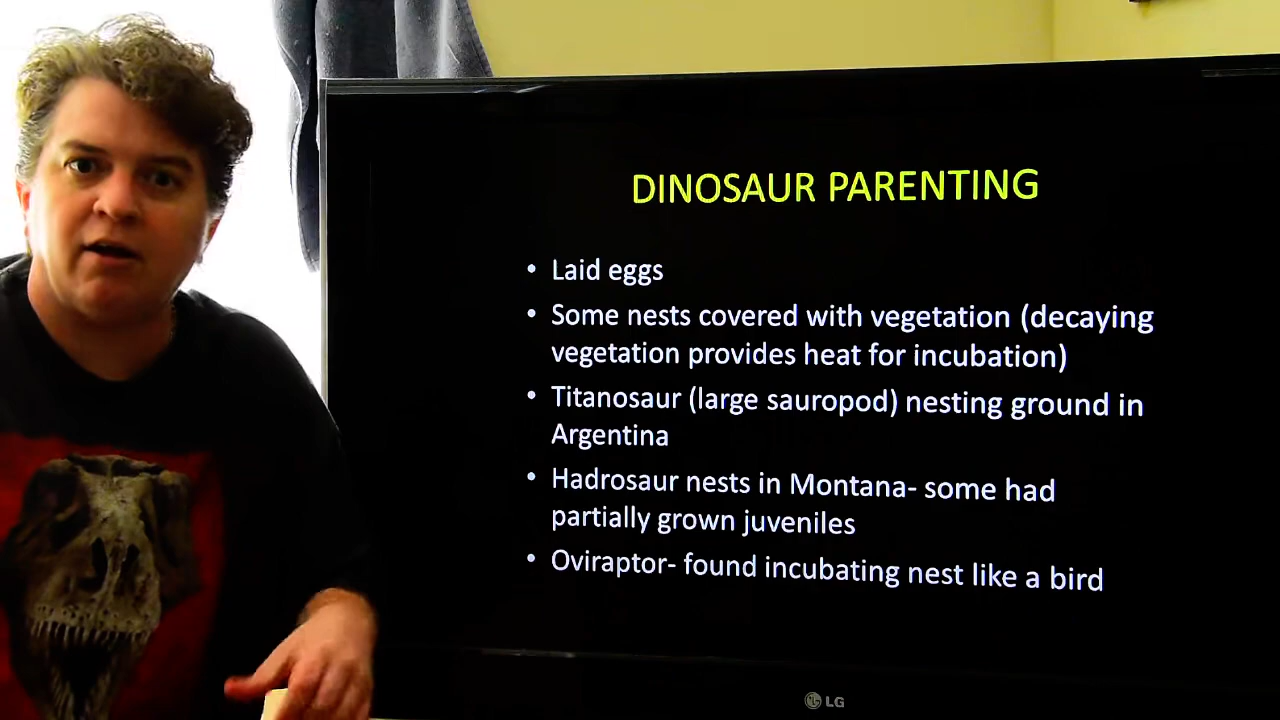 DINOSAUR PARENTING
• Laid eggs
• Some nests covered with vegetation (decaying
vegetation provides heat for incubation)
• Titanosaur (large sauropod) nesting ground in
Argentina
• Hadrosaur nests in Montana- some had
partially grown juveniles
• Oviraptor- found incubating nest like a bird
LG